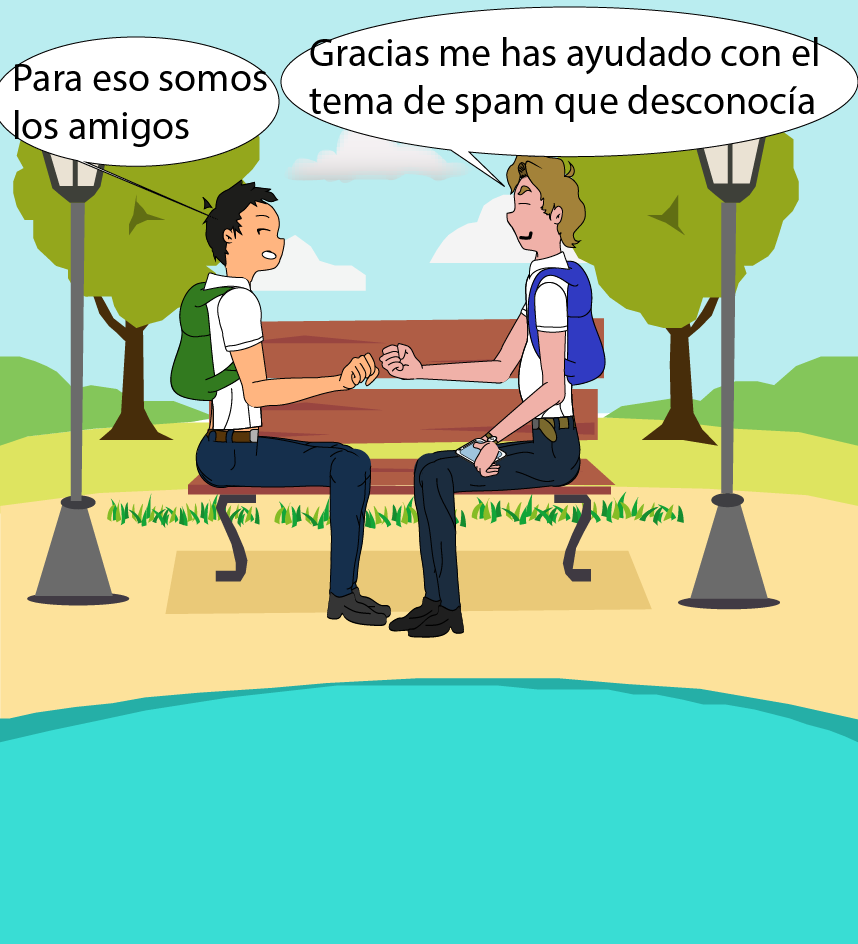 Para eso somos
los amigos
Gracias me has ayudado con el
tema de spam que desconocía